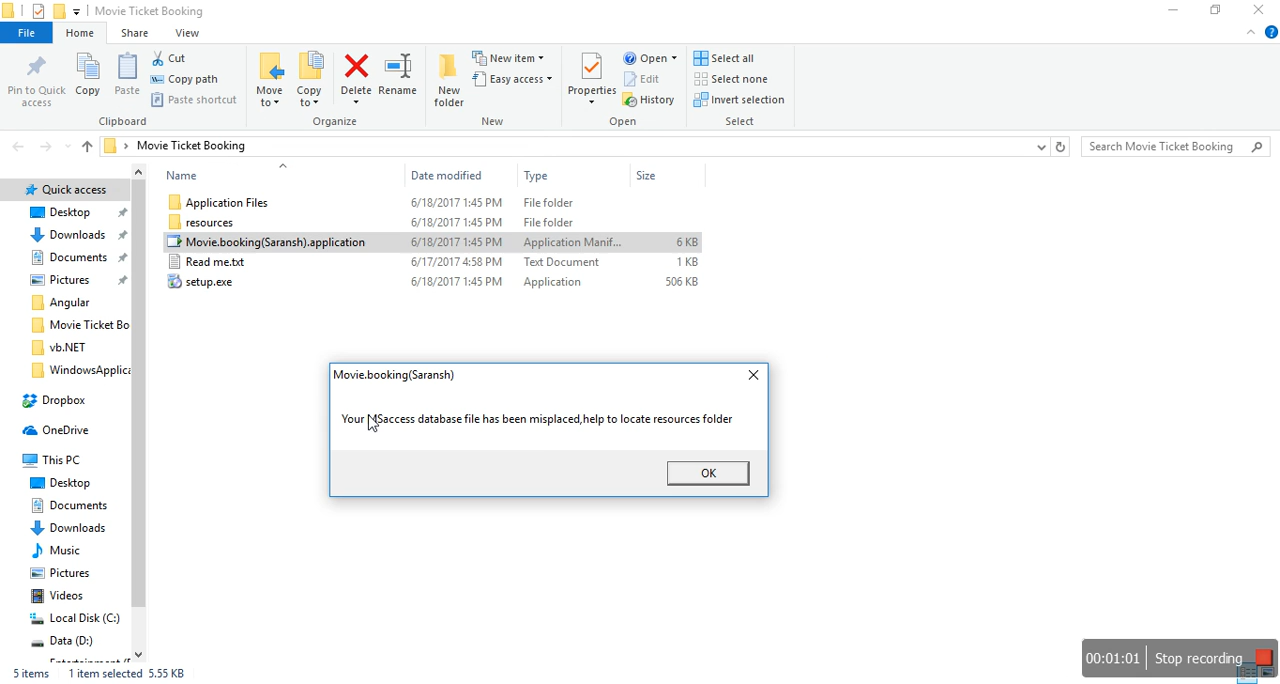 Movie Ticket Booking
File Home Share View
Pin to Quick access
Copy
Paste
Cut
Copy path
Paste shortcut
Clipboard
Move to
Copy to
Delete
Rename
Organize
New folder
New item
Easy access
New
Properties
Open
Edit
History
Open
Select all
Select none
Invert selection
Select
Movie Ticket Booking
Search Movie Ticket Booking
Name Date modified Type Size
Application Files 6/18/2017 1:45 PM File folder
resources 6/18/2017 1:45 PM File folder
Movie.booking(Saransh).application 6/18/2017 1:45 PM Application Manif... 6 KB
Read me.txt 6/17/2017 4:58 PM Text Document 1 KB
setup.exe 6/18/2017 1:45 PM Application 506 KB
Quick access
Desktop
Downloads
Documents
Pictures
Angular
Movie Ticket Bo
vb.NET
WindowsApplica
Dropbox
OneDrive
This PC
Desktop
Documents
Downloads
Music
Pictures
Videos
Local Disk (C:)
Data (D:)
Movie.booking(Saransh)
Your MSaccess database file has been misplaced,help to locate resources folder
OK
5 items 1 item selected 5.55 KB
00:01:01 Stop recording